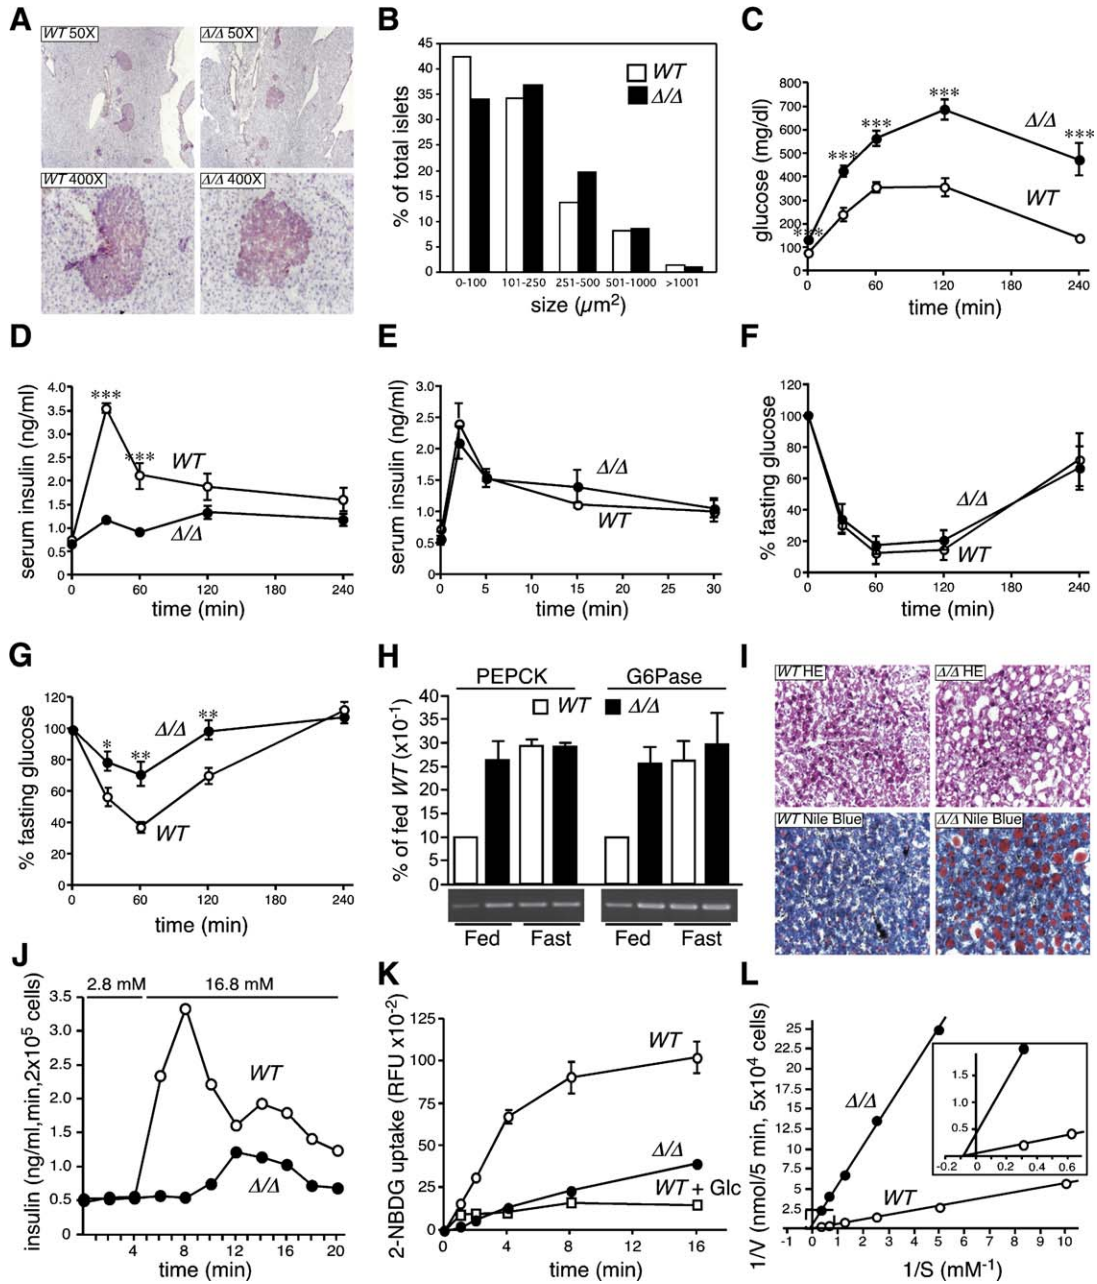 A
WT 50X
Δ/Δ 50X
WT 400X
Δ/Δ 400X
B
% of total islets
45
40
35
30
25
20
15
10
5
0
WT
Δ/Δ
0-100 101-250 251-500 501-1000 >1001
size (µm²)
C
glucose (mg/dl)
800
700
600
500
400
300
200
100
0
***
***
***
***
***
Δ/Δ
WT
0 60 120 180 240
time (min)
D
serum insulin (ng/ml)
4.0
3.5
3.0
2.5
2.0
1.5
1.0
0.5
0
***
***
WT
Δ/Δ
0 60 120 180 240
time (min)
E
serum insulin (ng/ml)
3.0
2.5
2.0
1.5
1.0
0.5
0
Δ/Δ
WT
0 5 10 15 20 25 30
time (min)
F
% fasting glucose
120
100
80
60
40
20
0
Δ/Δ
WT
0 60 120 180 240
time (min)
G
% fasting glucose
120
100
80
60
40
20
0
*
**
**
Δ/Δ
WT
0 60 120 180 240
time (min)
H
PEPCK G6Pase
WT Δ/Δ
% of fed WT (x10⁻¹)
40
35
30
25
20
10
5
0
Fed Fast Fed Fast
I
WT HE
Δ/Δ HE
WT Nile Blue
Δ/Δ Nile Blue
J
2.8 mM 16.8 mM
insulin (ng/ml,min,2x10⁵ cells)
3.5
3.0
2.5
2.0
1.5
1.0
0.5
0
WT
Δ/Δ
4 8 12 16 20
time (min)
K
2-NBDG uptake (RFU x10⁻²)
125
100
75
50
25
0
WT
Δ/Δ
WT + Glc
0 4 8 12 16
time (min)
L
1/V (nmol/5 min, 5x10⁴ cells)
25
22.5
20
17.5
15
12.5
10
7.5
5
2.5
Δ/Δ
WT
1.5
1.0
0.5
-0.2 0 0.2 0.4 0.6
-1 0 1 2 3 4 5 6 7 8 9 10
1/S (mM⁻¹)